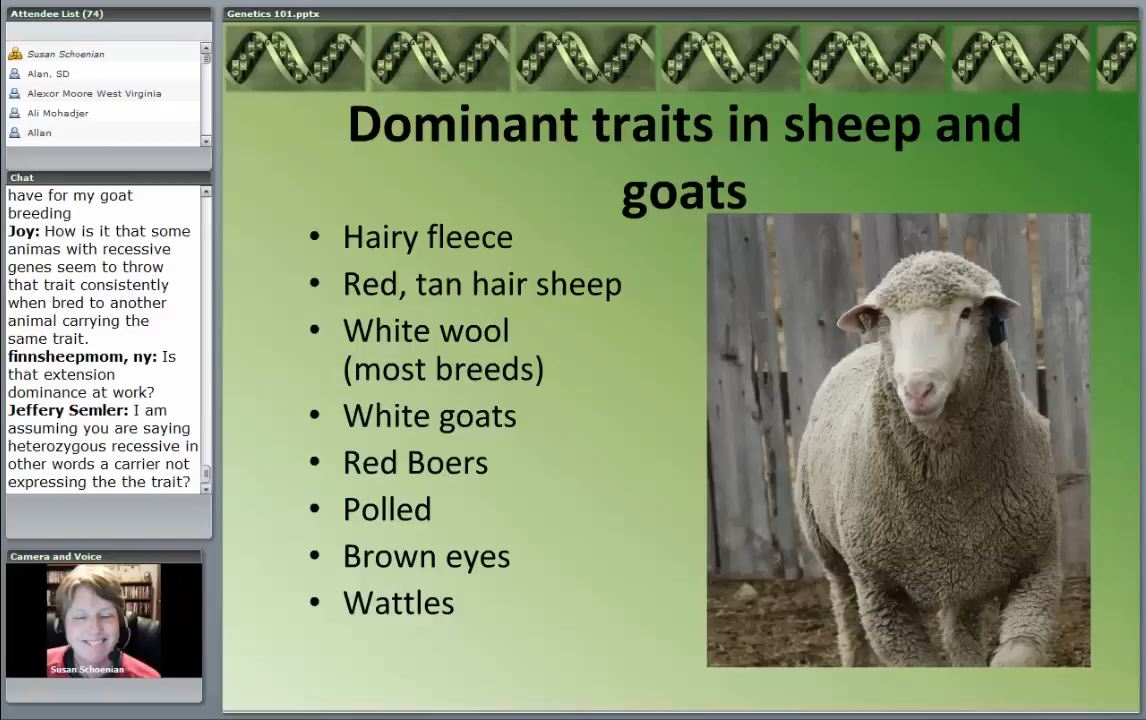 Attendee List (74)
Susan Schoenian
Alan, SD
Alexor Moore West Virginia
Ali Mohadjer
Allan
Chat
have for my goat
breeding
Joy: How is it that some
animas with recessive
genes seem to throw
that trait consistently
when bred to another
animal carrying the
same trait.
finnsheepmom, ny: Is
that extension
dominance at work?
Jeffery Semler: I am
assuming you are saying
heterozygous recessive in
other words a carrier not
expressing the the trait?
Camera and Voice
Susan Schoenian
Genetics 101.pptx
Dominant traits in sheep and
goats
• Hairy fleece
• Red, tan hair sheep
• White wool
(most breeds)
• White goats
• Red Boers
• Polled
• Brown eyes
• Wattles